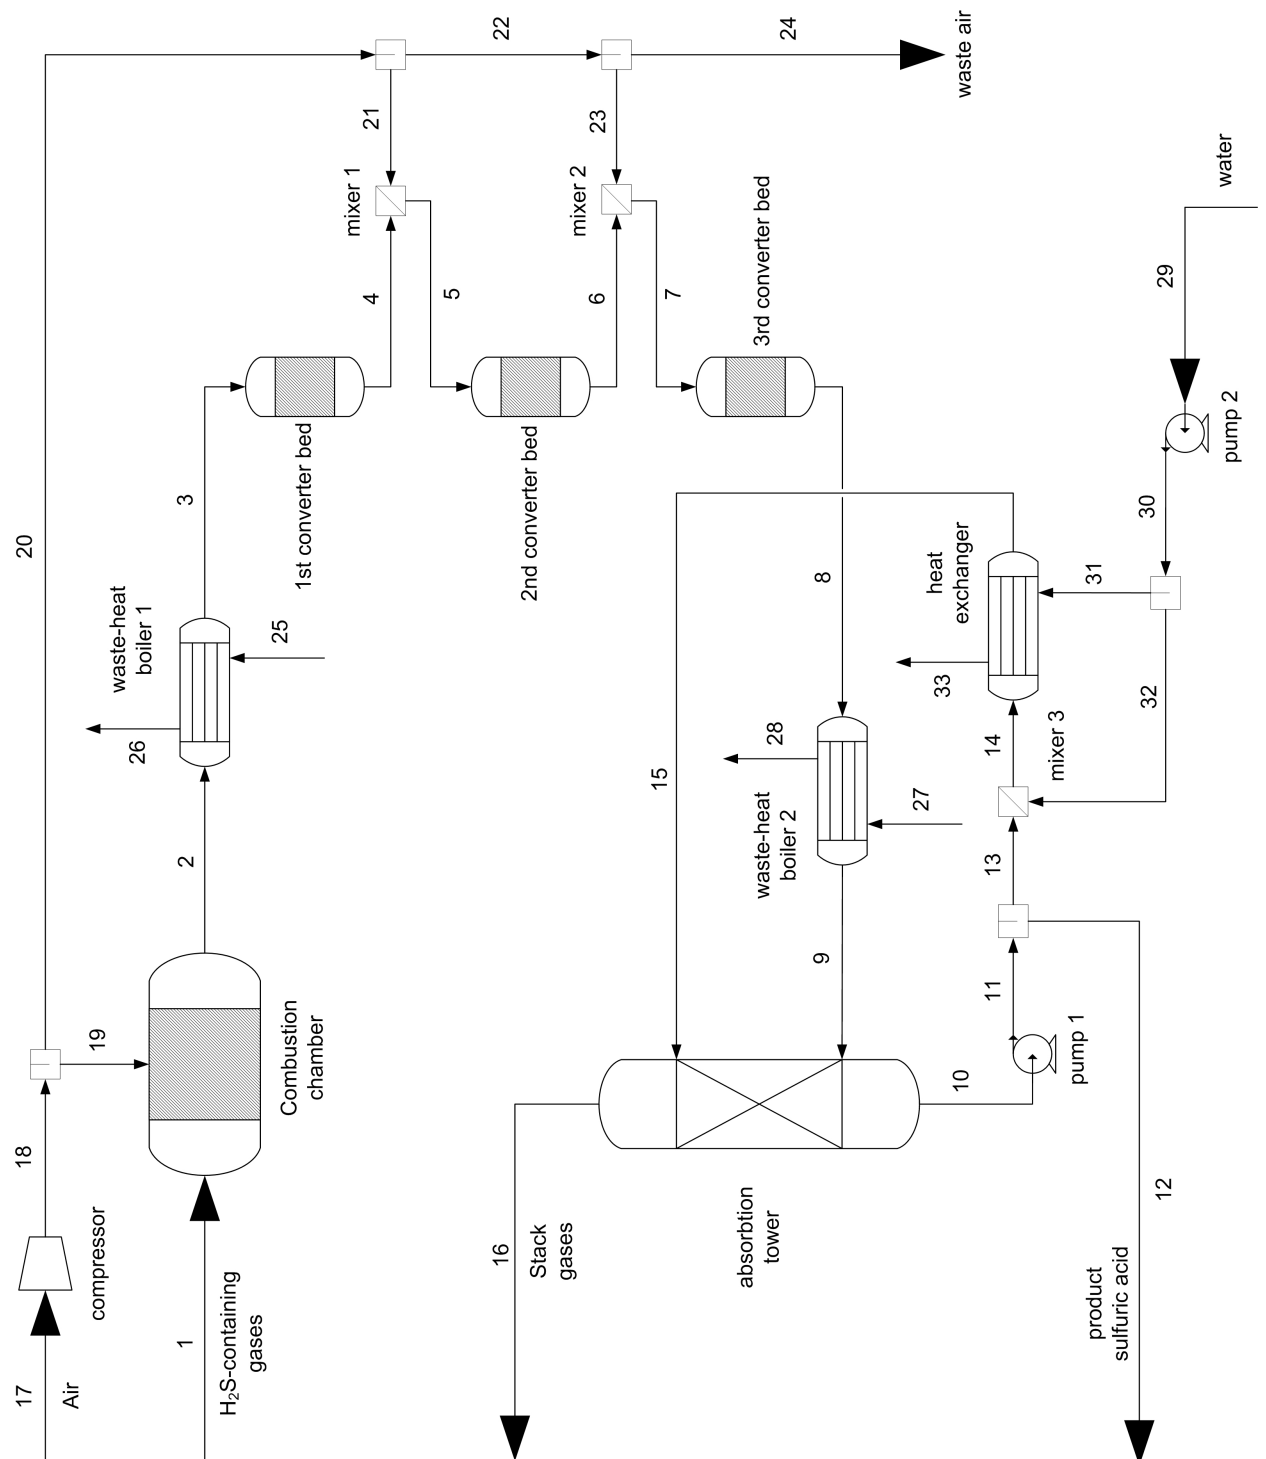 17
Air
compressor
18
19
20
1
H₂S-containing
gases
Combustion
chamber
2
waste-heat
boiler 1
25
26
3
1st converter bed
4
mixer 1
21
22
5
2nd converter bed
6
mixer 2
23
24
waste air
7
3rd converter bed
8
waste-heat
boiler 2
27
28
9
absorbtion
tower
16
Stack
gases
10
pump 1
11
12
product
sulfuric acid
13
mixer 3
14
heat
exchanger
15
33
31
32
30
pump 2
29
water